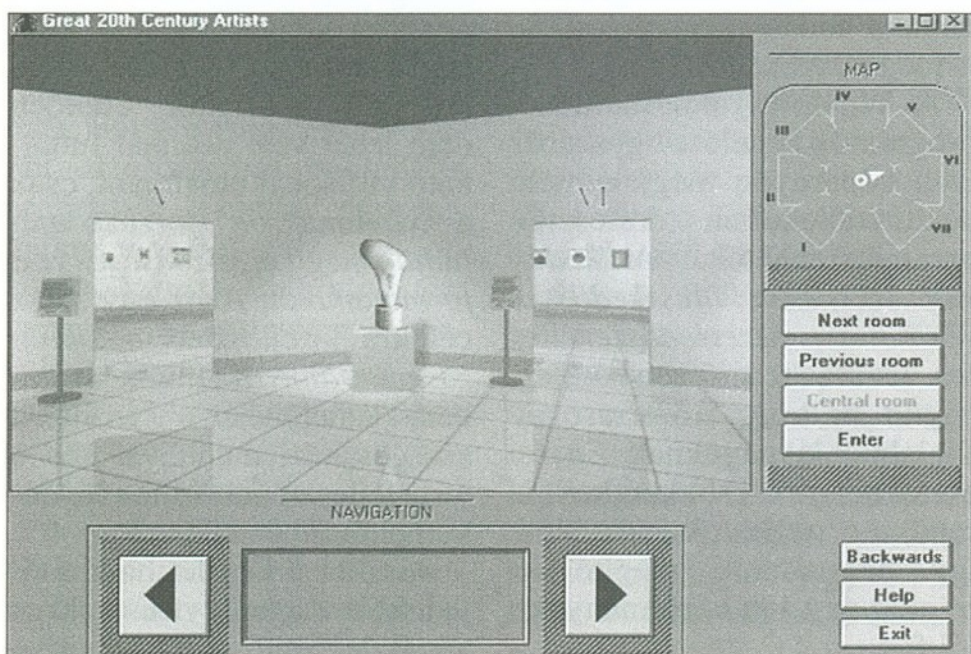 Great 20th Century Artists
MAP
IV
V
III
VI
II
VII
I
V
VI
Next room
Previous room
Central room
Enter
NAVIGATION
Backwards
Help
Exit